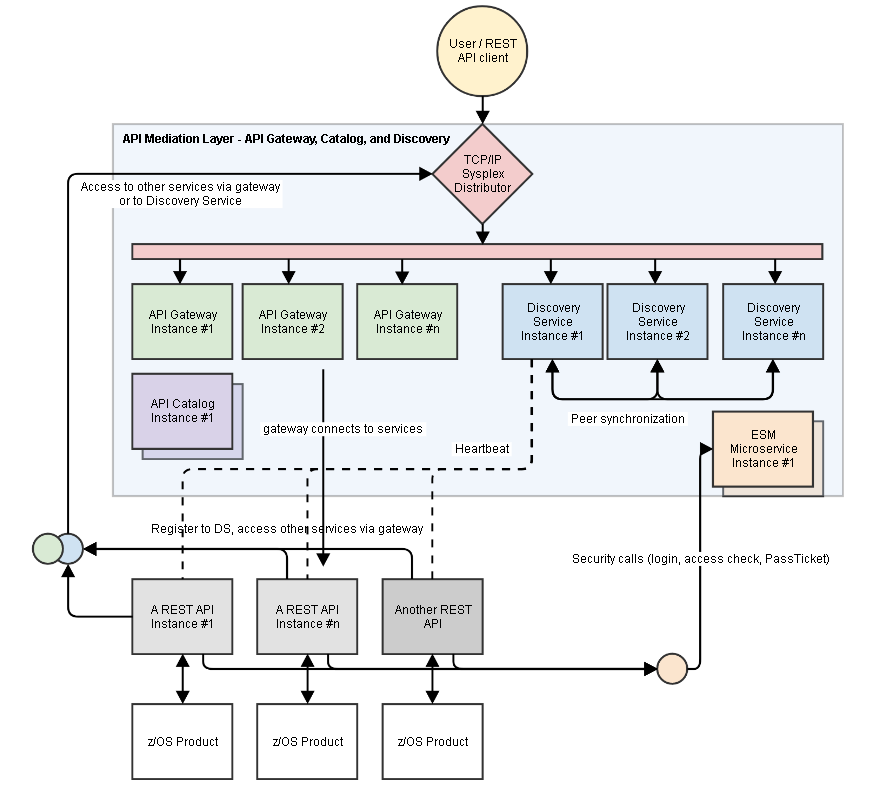 User / REST
API client
API Mediation Layer - API Gateway, Catalog, and Discovery
TCP/IP
Sysplex
Distributor
Access to other services via gateway
or to Discovery Service
API Gateway
Instance #1
API Gateway
Instance #2
API Gateway
Instance #n
Discovery
Service
Instance #1
Discovery
Service
Instance #2
Discovery
Service
Instance #n
API Catalog
Instance #1
gateway connects to services
Peer synchronization
Heartbeat
ESM
Microservice
Instance #1
Register to DS, access other services via gateway
Security calls (login, access check, PassTicket)
A REST API
Instance #1
A REST API
Instance #n
Another REST
API
z/OS Product
z/OS Product
z/OS Product